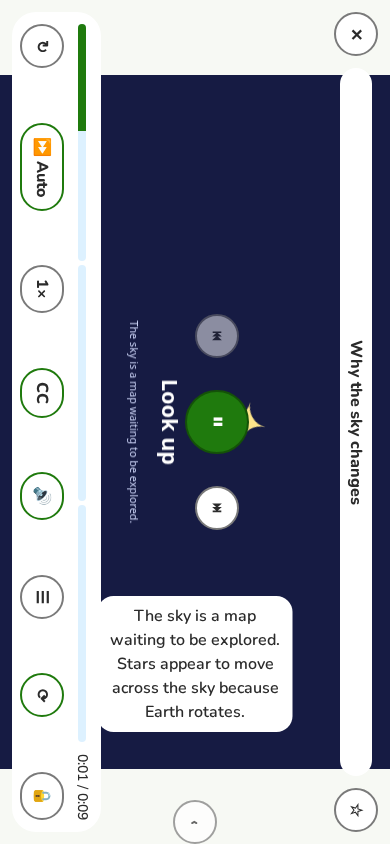 Why the sky changes
Look up
The sky is a map waiting to be explored.
The sky is a map
waiting to be explored.
Stars appear to move
across the sky because
Earth rotates.
0:01 / 0:09
Auto
1×
CC